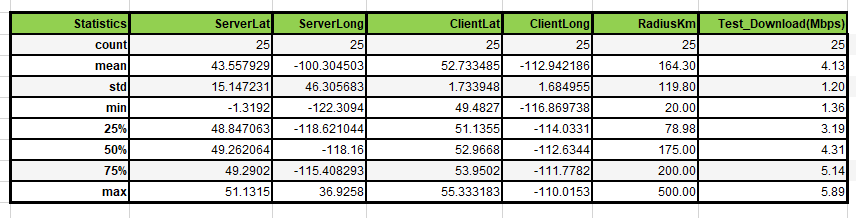 Statistics ServerLat ServerLong ClientLat ClientLong RadiusKm Test_Download(Mbps)
count 25 25 25 25 25 25
mean 43.557929 -100.304503 52.733485 -112.942186 164.30 4.13
std 15.147231 46.305683 1.733948 1.684955 119.80 1.20
min -1.3192 -122.3094 49.4827 -116.869738 20.00 1.36
25% 48.847063 -118.621044 51.1355 -114.0331 78.98 3.19
50% 49.262064 -118.16 52.9668 -112.6344 175.00 4.31
75% 49.2902 -115.408293 53.9502 -111.7782 200.00 5.14
max 51.1315 36.9258 55.333183 -110.0153 500.00 5.89